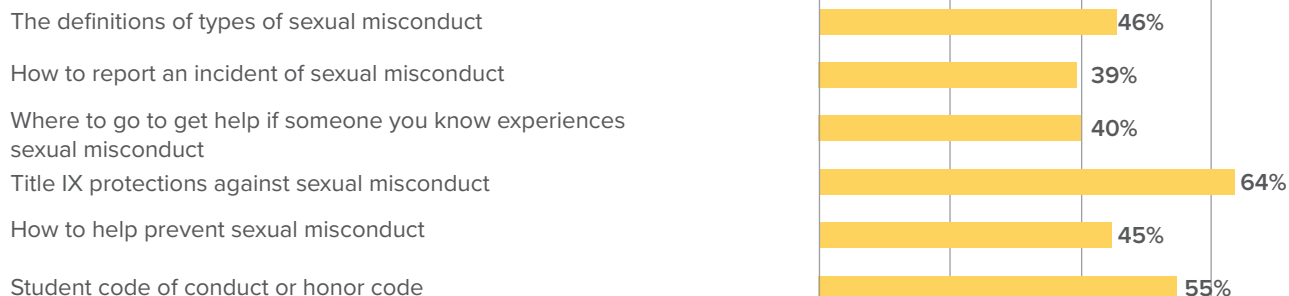 The definitions of types of sexual misconduct 46%
How to report an incident of sexual misconduct 39%
Where to go to get help if someone you know experiences
sexual misconduct 40%
Title IX protections against sexual misconduct 64%
How to help prevent sexual misconduct 45%
Student code of conduct or honor code 55%